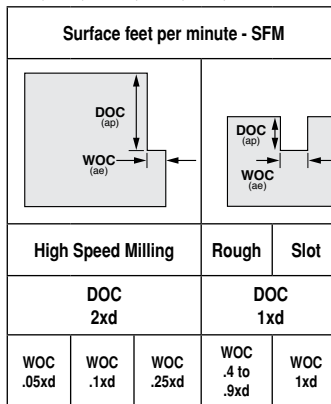 Surface feet per minute - SFM
DOC
(ap)
WOC
(ae)
DOC
(ap)
WOC
(ae)
High Speed Milling
Rough
Slot
DOC
2xd
DOC
1xd
WOC
.05xd
WOC
.1xd
WOC
.25xd
WOC
.4 to
.9xd
WOC
1xd